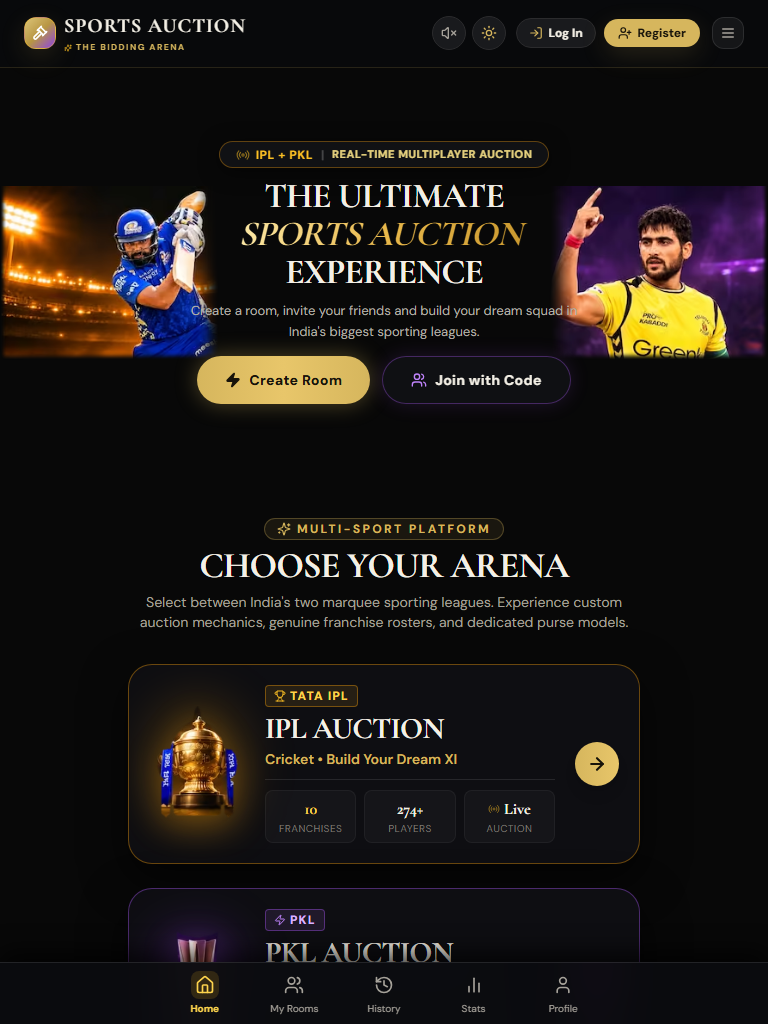 SPORTS AUCTION
THE BIDDING ARENA
Log In
Register
IPL + PKL | REAL-TIME MULTIPLAYER AUCTION
THE ULTIMATE
SPORTS AUCTION
EXPERIENCE
Create a room, invite your friends and build your dream squad in
India's biggest sporting leagues.
PRO
KABADDI
Greenl
Create Room
Join with Code
MULTI-SPORT PLATFORM
CHOOSE YOUR ARENA
Select between India's two marquee sporting leagues. Experience custom
auction mechanics, genuine franchise rosters, and dedicated purse models.
TATA IPL
IPL AUCTION
Cricket • Build Your Dream XI
10
FRANCHISES
274+
PLAYERS
Live
AUCTION
PKL
PKL AUCTION
Home
My Rooms
History
Stats
Profile